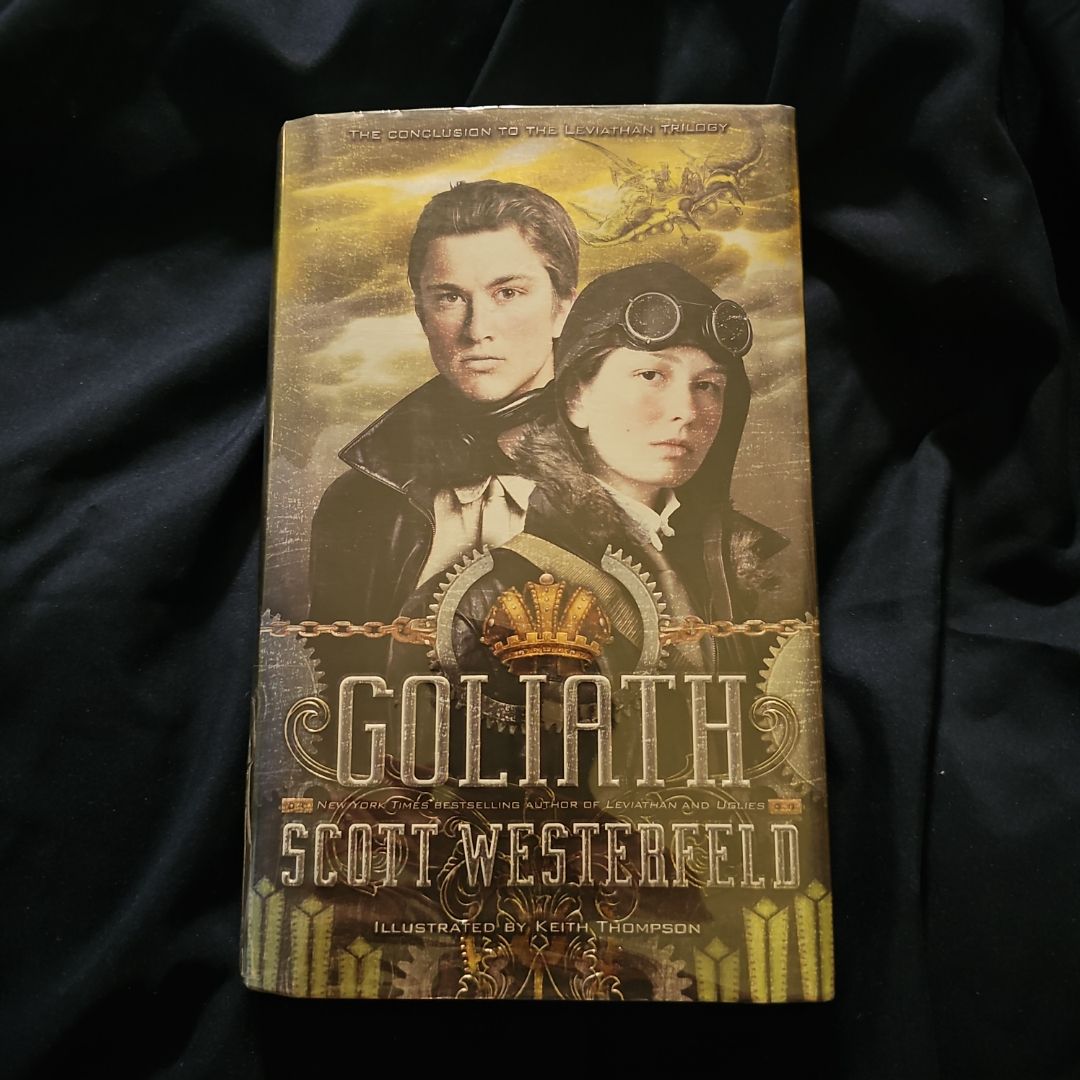 The conclusion to the Leviathan trilogy
GOLIATH
New York Times bestselling author of Leviathan and Uglies
SCOTT WESTERFELD
Illustrated by Keith Thompson